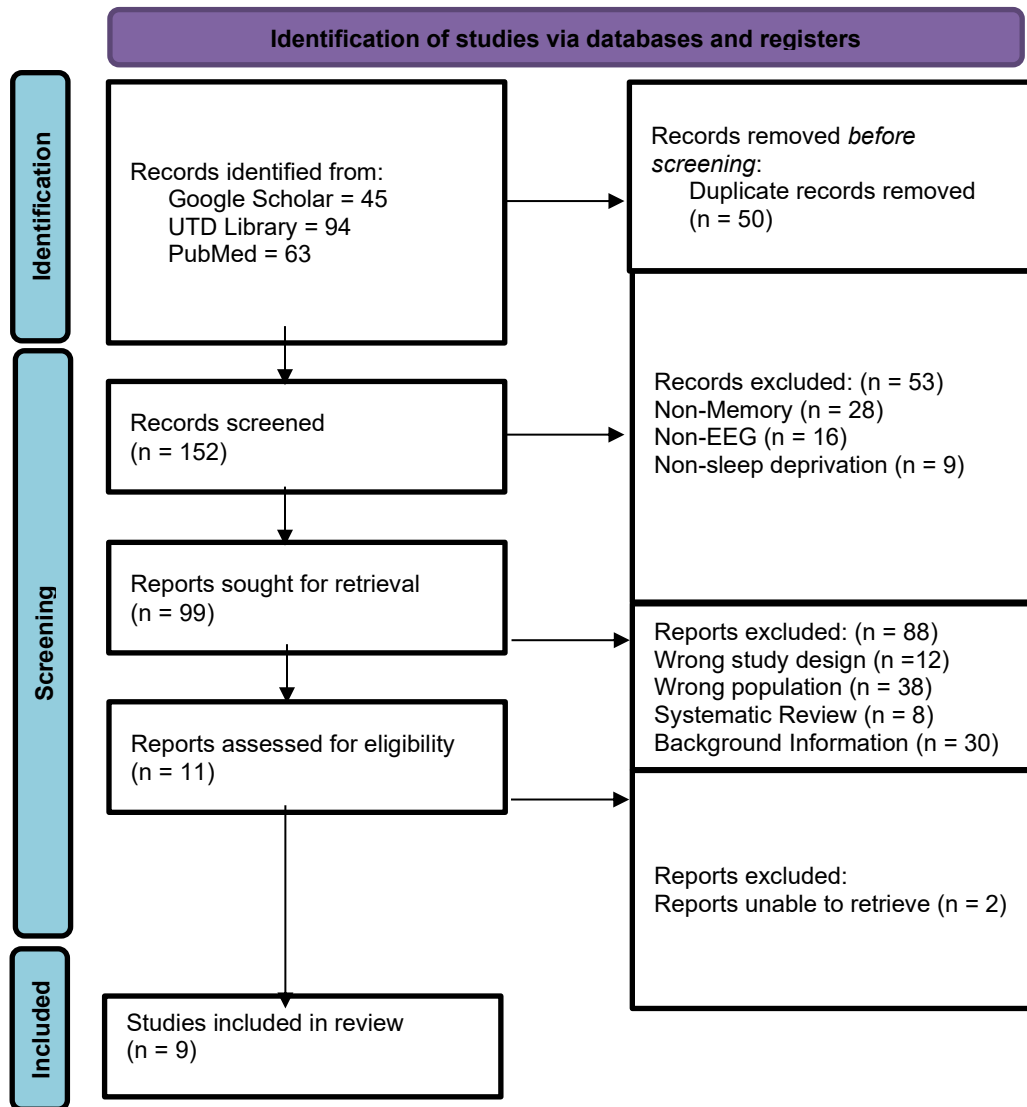 Identification of studies via databases and registers
Identification
Records identified from:
Google Scholar = 45
UTD Library = 94
PubMed = 63
Records removed before
screening:
Duplicate records removed
(n = 50)
Screening
Records screened
(n = 152)
Records excluded: (n = 53)
Non-Memory (n = 28)
Non-EEG (n = 16)
Non-sleep deprivation (n = 9)
Reports sought for retrieval
(n = 99)
Reports excluded: (n = 88)
Wrong study design (n =12)
Wrong population (n = 38)
Systematic Review (n = 8)
Background Information (n = 30)
Reports assessed for eligibility
(n = 11)
Reports excluded:
Reports unable to retrieve (n = 2)
Included
Studies included in review
(n = 9)